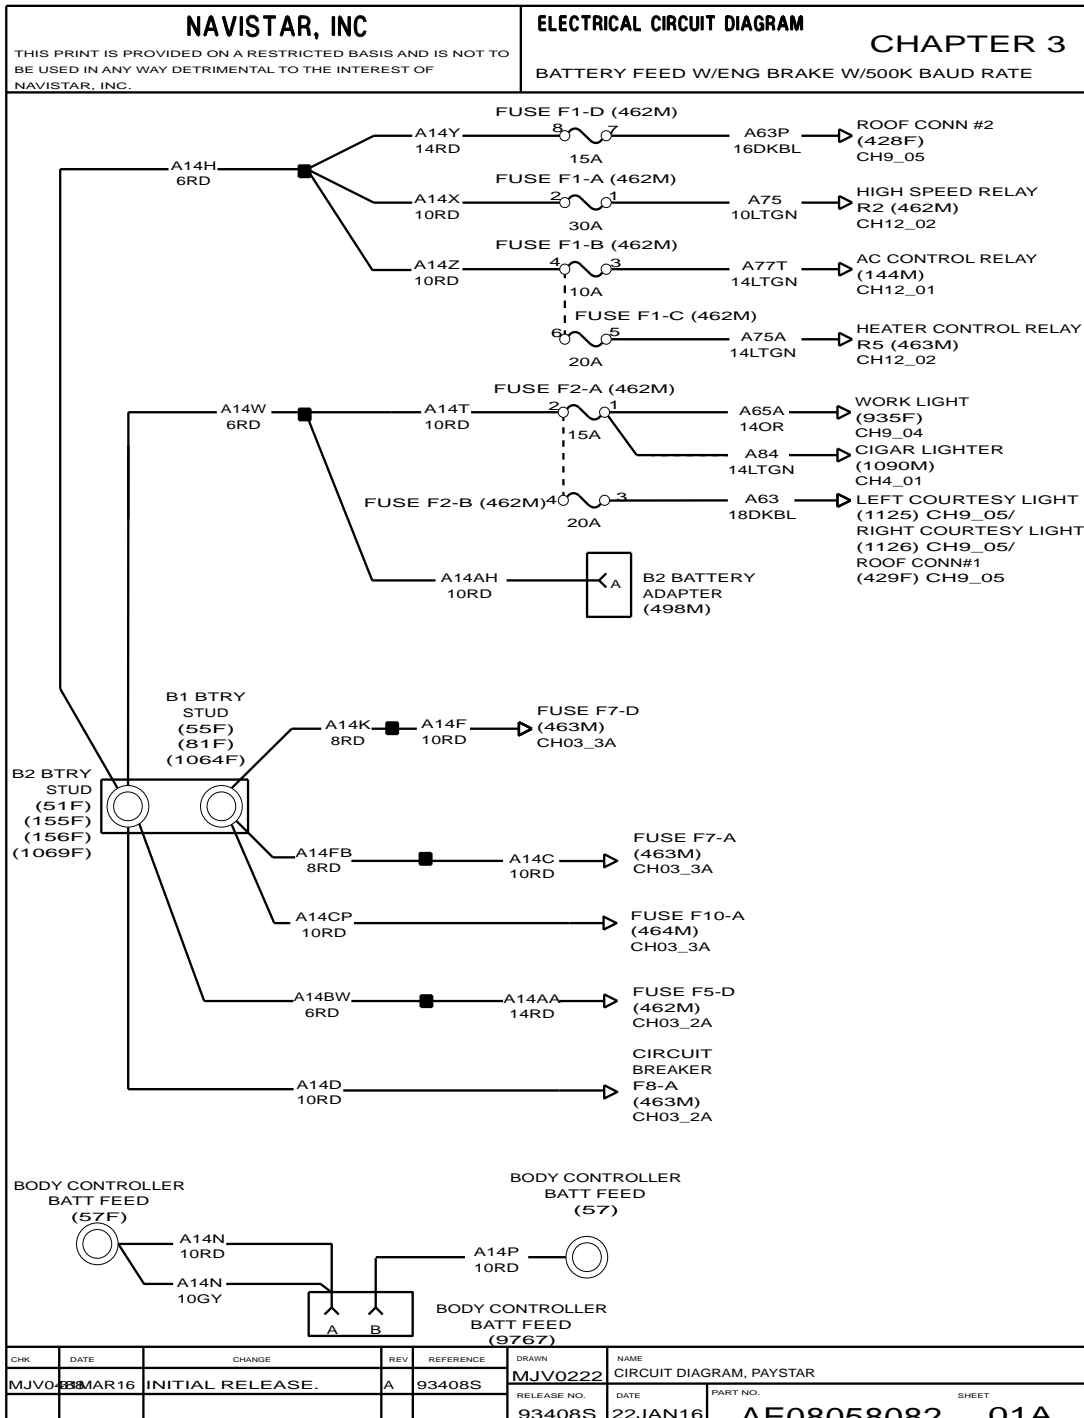 NAVISTAR, INC
THIS PRINT IS PROVIDED ON A RESTRICTED BASIS AND IS NOT TO
BE USED IN ANY WAY DETRIMENTAL TO THE INTEREST OF
NAVISTAR, INC.
ELECTRICAL CIRCUIT DIAGRAM
CHAPTER 3
BATTERY FEED W/ENG BRAKE W/500K BAUD RATE
FUSE F1-D (462M)
A14Y
14RD
8
7
15A
A63P
16DKBL
ROOF CONN #2
(428F)
CH9_05
A14H
6RD
FUSE F1-A (462M)
A14X
10RD
2
1
30A
A75
10LTGN
HIGH SPEED RELAY
R2 (462M)
CH12_02
FUSE F1-B (462M)
A14Z
10RD
4
3
10A
A77T
14LTGN
AC CONTROL RELAY
(144M)
CH12_01
FUSE F1-C (462M)
6
5
20A
A75A
14LTGN
HEATER CONTROL RELAY
R5 (463M)
CH12_02
FUSE F2-A (462M)
A14W
6RD
A14T
10RD
2
1
15A
A65A
14OR
WORK LIGHT
(935F)
CH9_04
A84
14LTGN
CIGAR LIGHTER
(1090M)
CH4_01
FUSE F2-B (462M)
4
3
20A
A63
18DKBL
LEFT COURTESY LIGHT
(1125) CH9_05/
RIGHT COURTESY LIGHT
(1126) CH9_05/
ROOF CONN#1
(429F) CH9_05
A14AH
10RD
A
B2 BATTERY
ADAPTER
(498M)
B1 BTRY
STUD
(55F)
(81F)
(1064F)
A14K
8RD
A14F
10RD
FUSE F7-D
(463M)
CH03_3A
B2 BTRY
STUD
(51F)
(155F)
(156F)
(1069F)
A14FB
8RD
A14C
10RD
FUSE F7-A
(463M)
CH03_3A
A14CP
10RD
FUSE F10-A
(464M)
CH03_3A
A14BW
6RD
A14AA
14RD
FUSE F5-D
(462M)
CH03_2A
A14D
10RD
CIRCUIT
BREAKER
F8-A
(463M)
CH03_2A
BODY CONTROLLER
BATT FEED
(57F)
BODY CONTROLLER
BATT FEED
(57)
A14N
10RD
A14N
10GY
A14P
10RD
A
B
BODY CONTROLLER
BATT FEED
(9767)
CHK
DATE
CHANGE
REV
REFERENCE
DRAWN
NAME
MAR16
INITIAL RELEASE.
A
93408S
MJV0222
CIRCUIT DIAGRAM, PAYSTAR
RELEASE NO.
DATE
PART NO.
SHEET
93408S
22JAN16
AE08058082
01A